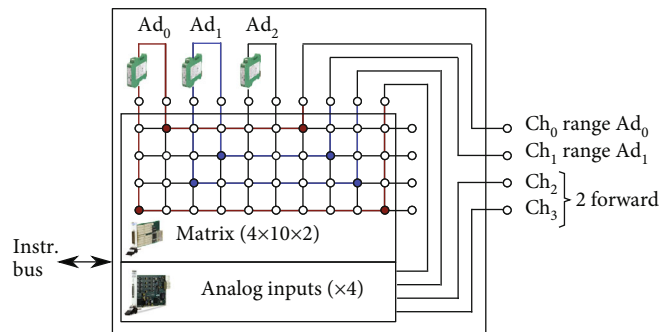 Ad₀ Ad₁ Ad₂
Ch₀ range Ad₀
Ch₁ range Ad₁
Ch₂
2 forward
Ch₃
Matrix (4×10×2)
Instr.
bus
Analog inputs (×4)